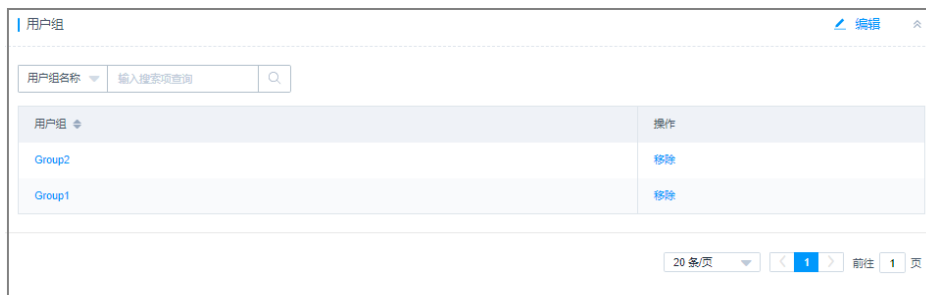 用户组 编辑
用户组名称 输入搜索项查询
用户组 操作
Group2 移除
Group1 移除
20 条/页 1 前往 1 页